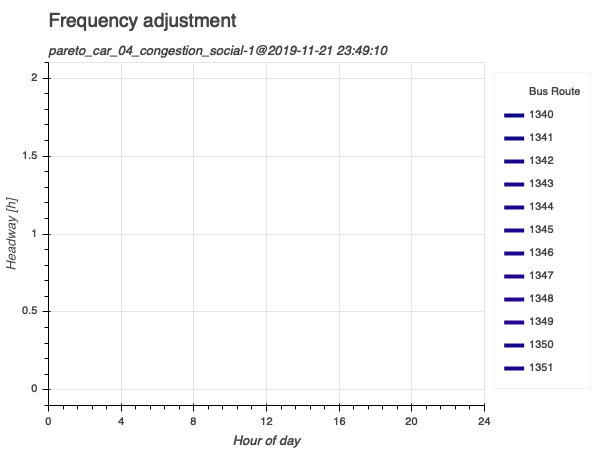 Frequency adjustment
pareto_car_04_congestion_social-1@2019-11-21 23:49:10
2
1.5
1
0.5
0
Headway [h]
0 4 8 12 16 20 24
Hour of day
Bus Route
1340
1341
1342
1343
1344
1345
1346
1347
1348
1349
1350
1351